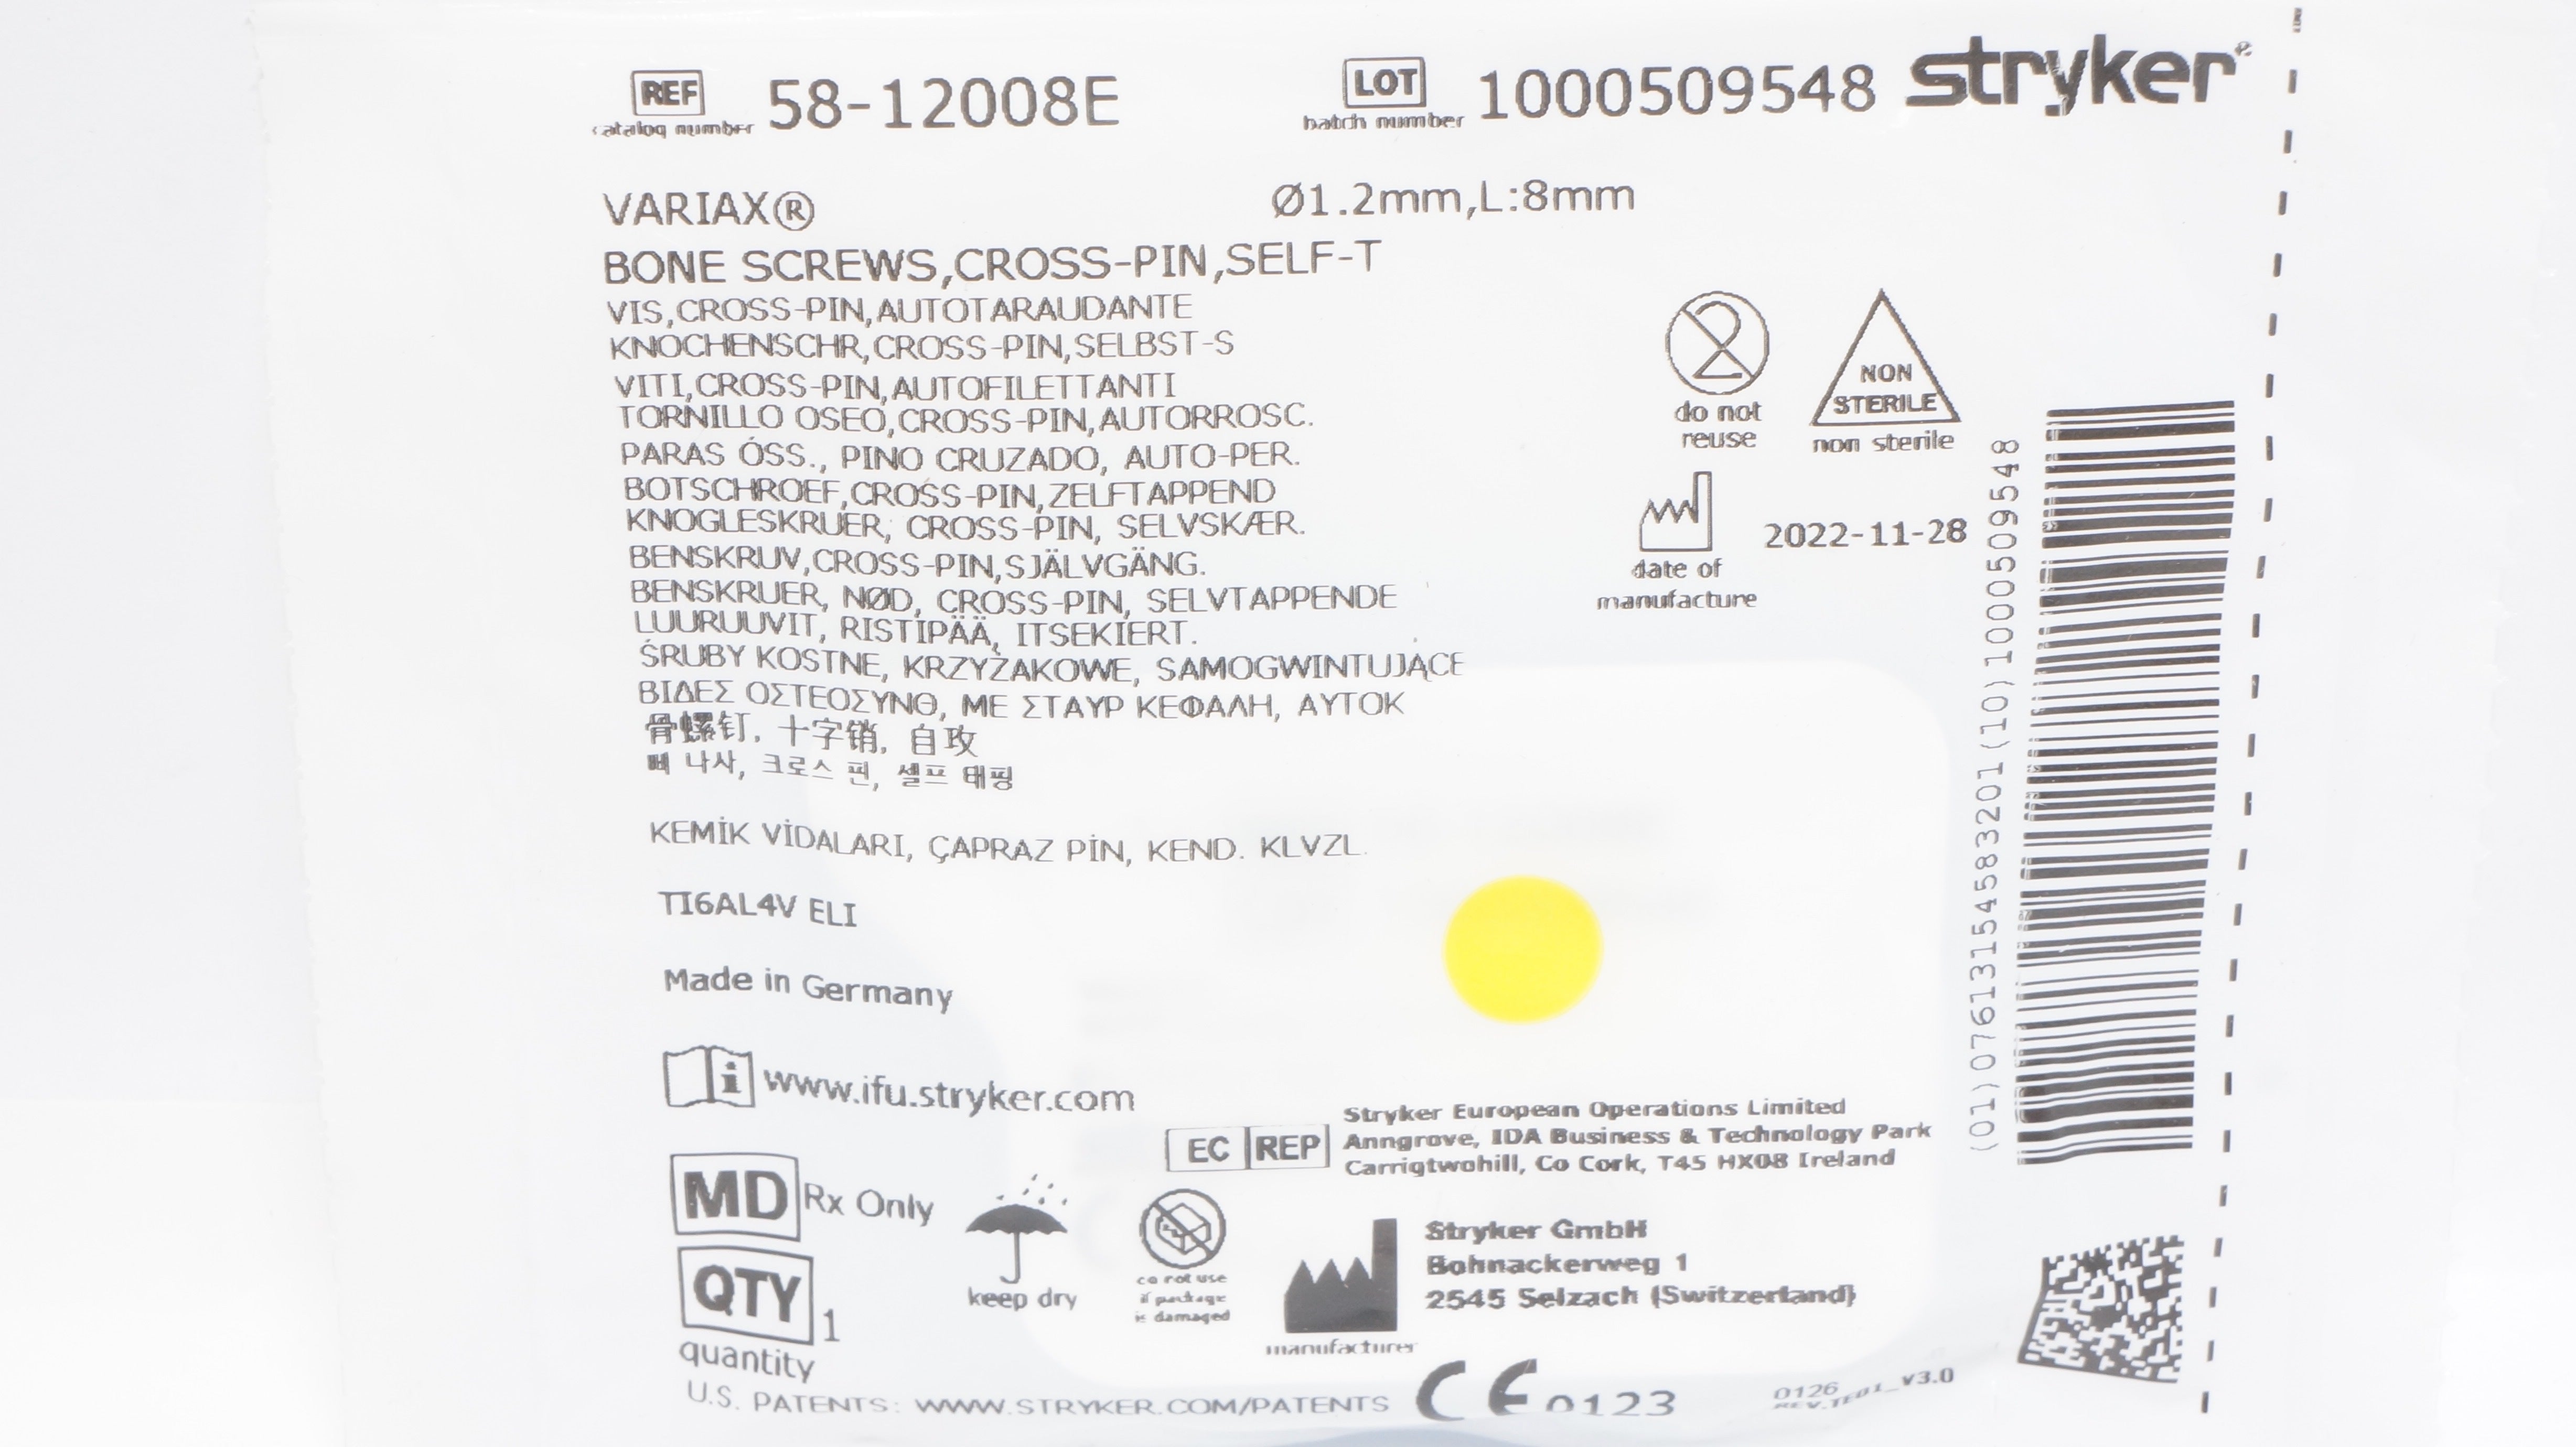 REF 58-12008E
catalog number
LOT 1000509548
batch number
stryker®
VARIAX® Ø1.2mm,L:8mm
BONE SCREWS,CROSS-PIN,SELF-T
VIS,CROSS-PIN,AUTOTARAUDANTE
KNOCHENSCHR,CROSS-PIN,SELBST-S
VITI,CROSS-PIN,AUTOFILETTANTI
TORNILLO OSEO,CROSS-PIN,AUTORROSC.
PARAS ÓSS., PINO CRUZADO, AUTO-PER.
BOTSCHROEF,CROSS-PIN,ZELFTAPPEND
KNOGLESKRUER, CROSS-PIN, SELVSKÆR.
BENSKRUV,CROSS-PIN,SJÄLVGÄNG.
BENSKRUER, NØD, CROSS-PIN, SELVTAPPENDE
LUURUUVIT, RISTIPÄÄ, ITSEKIERT.
ŚRUBY KOSTNE, KRZYŻAKOWE, SAMOGWINTUJĄCE
ΒΙΔΕΣ ΟΣΤΕΟΣΥΝΘ, ΜΕ ΣΤΑΥΡ ΚΕΦΑΛΗ, ΑΥΤΟΚ
骨螺钉, 十字销, 自攻
뼈 나사, 크로스 핀, 셀프 태핑
KEMİK VİDALARI, ÇAPRAZ PİN, KEND. KLVZL.
TI6AL4V ELI
Made in Germany
www.ifu.stryker.com
2
do not
reuse
NON
STERILE
non sterile
date of
manufacture
2022-11-28
(01)07613154583201(10)1000509548
EC REP
Stryker European Operations Limited
Anngrove, IDA Business & Technology Park
Carrigtwohill, Co Cork, T45 HX08 Ireland
MD Rx Only
QTY 1
quantity
keep dry
do not use
if package
is damaged
manufacturer
Stryker GmbH
Bohnackerweg 1
2545 Selzach (Switzerland)
U.S. PATENTS: WWW.STRYKER.COM/PATENTS
CE 0123
0126
REV.TE01_V3.0